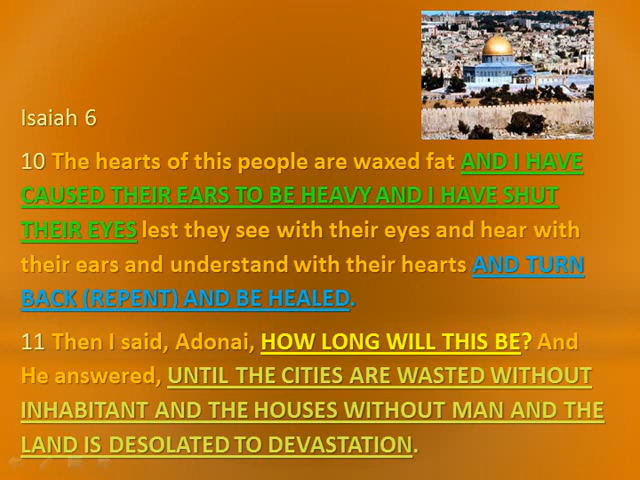 Isaiah 6
10 The hearts of this people are waxed fat AND I HAVE
CAUSED THEIR EARS TO BE HEAVY AND I HAVE SHUT
THEIR EYES lest they see with their eyes and hear with
their ears and understand with their hearts AND TURN
BACK (REPENT) AND BE HEALED.
11 Then I said, Adonai, HOW LONG WILL THIS BE? And
He answered, UNTIL THE CITIES ARE WASTED WITHOUT
INHABITANT AND THE HOUSES WITHOUT MAN AND THE
LAND IS DESOLATED TO DEVASTATION.